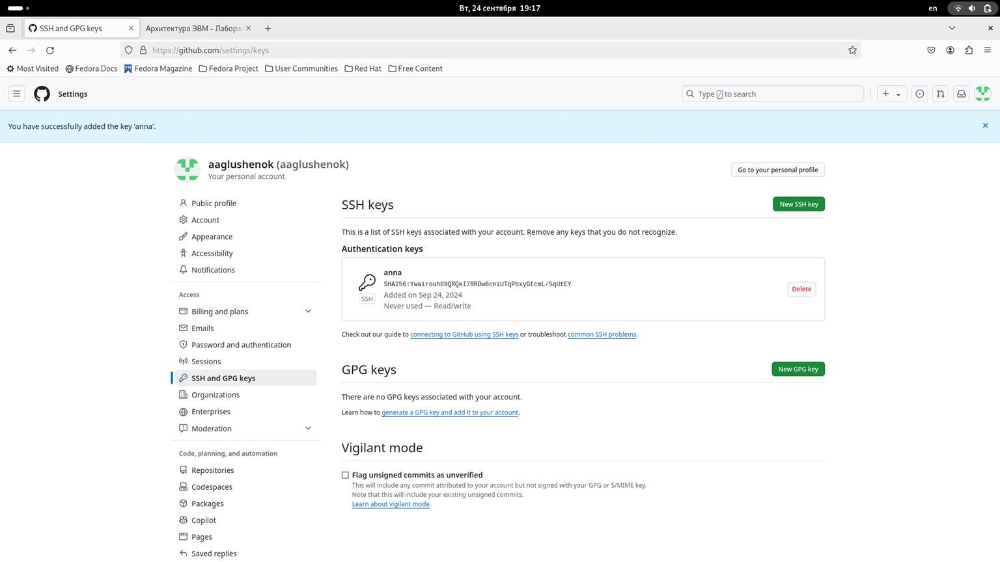 Вт, 24 сентября 19:17
en
SSH and GPG keys
Архитектура ЭВМ - Лаборат
https://github.com/settings/keys
Most Visited
Fedora Docs
Fedora Magazine
Fedora Project
User Communities
Red Hat
Free Content
Settings
Type / to search
You have successfully added the key 'anna'.
aaglushenok (aaglushenok)
Your personal account
Go to your personal profile
Public profile
Account
Appearance
Accessibility
Notifications
Access
Billing and plans
Emails
Password and authentication
Sessions
SSH and GPG keys
Organizations
Enterprises
Moderation
Code, planning, and automation
Repositories
Codespaces
Packages
Copilot
Pages
Saved replies
SSH keys
New SSH key
This is a list of SSH keys associated with your account. Remove any keys that you do not recognize.
Authentication keys
SSH
anna
SHA256:Ywairouh89QRQeI7RRDw6cniUTqPbxyGtcmL/SqUtEY
Added on Sep 24, 2024
Never used — Read/write
Delete
Check out our guide to connecting to GitHub using SSH keys or troubleshoot common SSH problems.
GPG keys
New GPG key
There are no GPG keys associated with your account.
Learn how to generate a GPG key and add it to your account.
Vigilant mode
Flag unsigned commits as unverified
This will include any commit attributed to your account but not signed with your GPG or S/MIME key.
Note that this will include your existing unsigned commits.
Learn about vigilant mode.